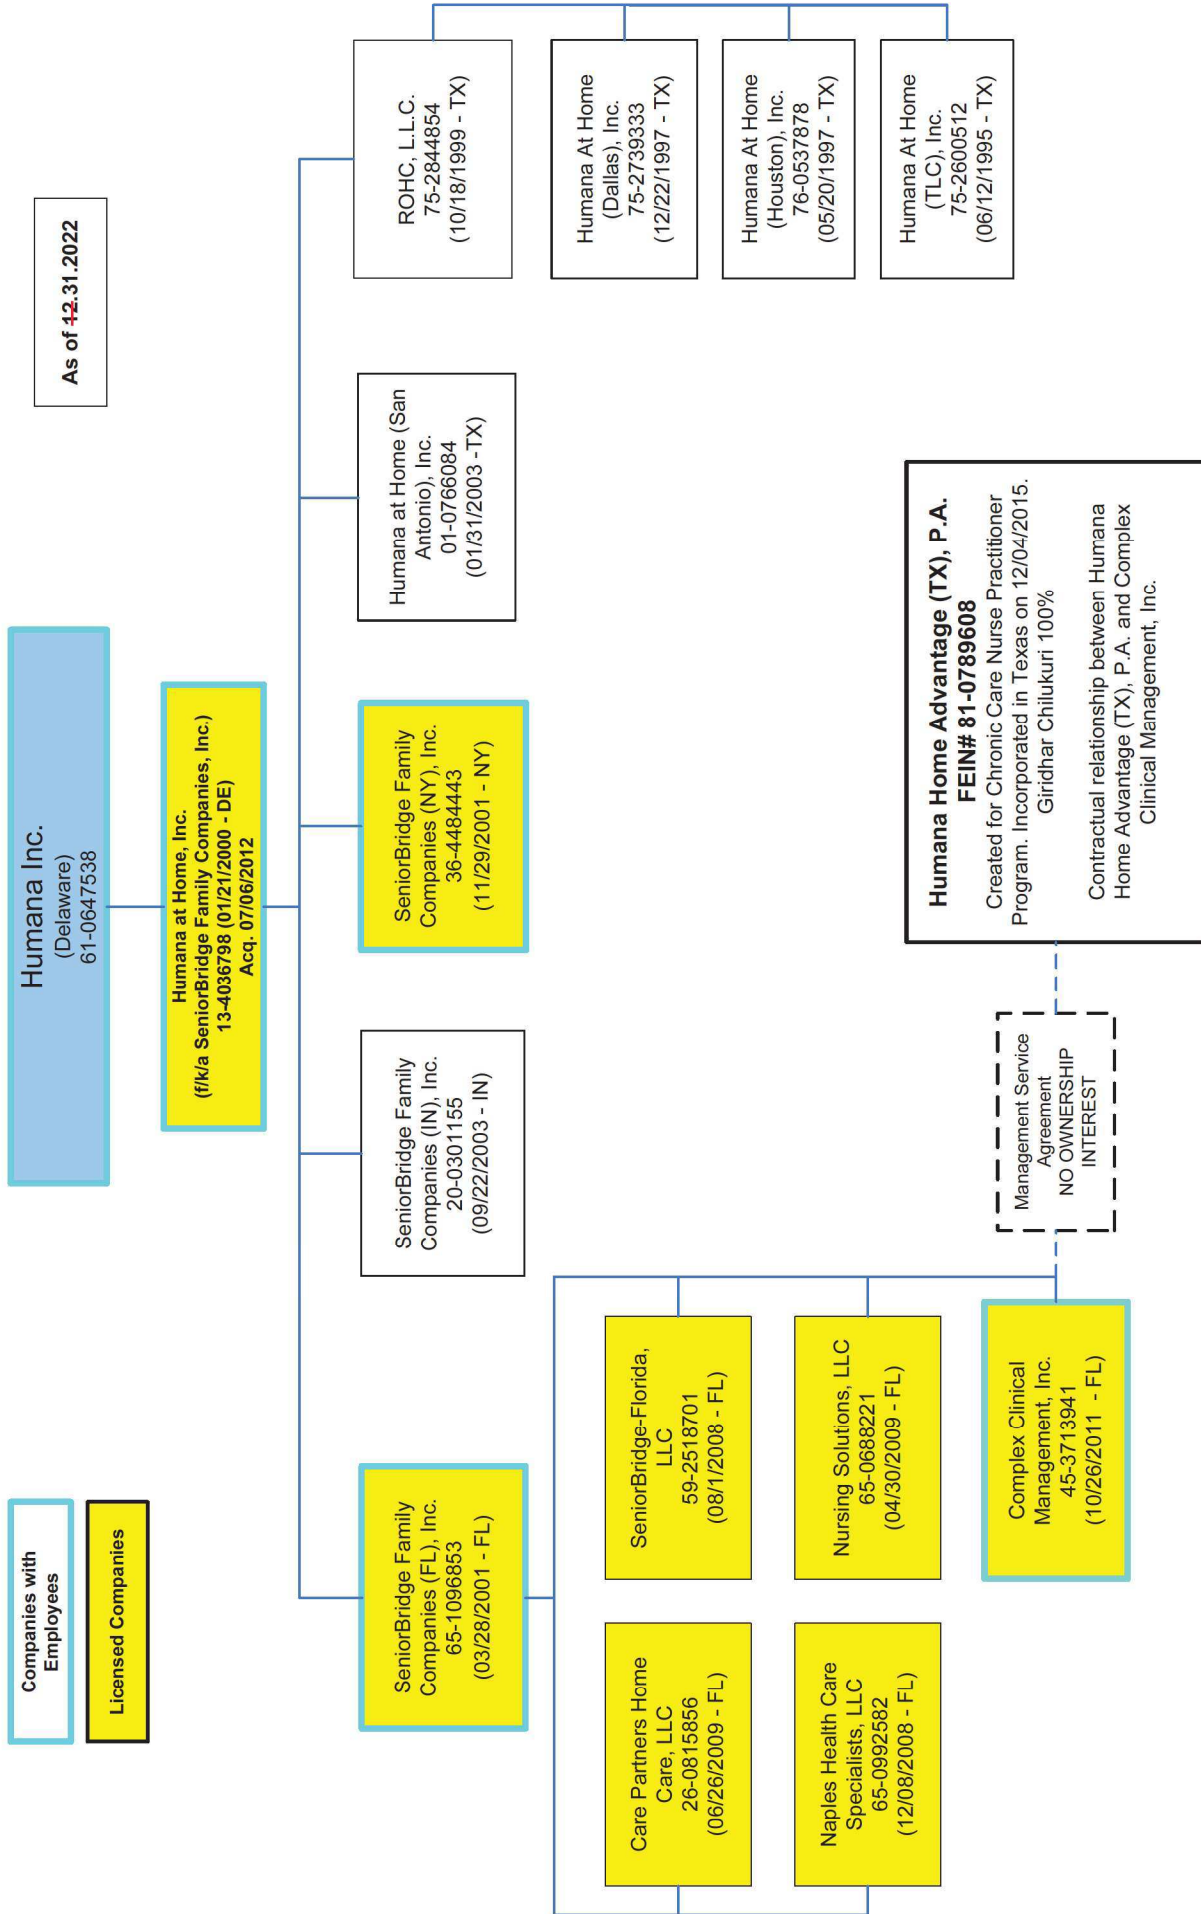 Companies with
Employees
Licensed Companies
As of 12.31.2022
Humana Inc.
(Delaware)
61-0647538
Humana at Home, Inc.
(f/k/a SeniorBridge Family Companies, Inc.)
13-4036798 (01/21/2000 - DE)
Acq. 07/06/2012
SeniorBridge Family
Companies (FL), Inc.
65-1096853
(03/28/2001 - FL)
SeniorBridge Family
Companies (IN), Inc.
20-0301155
(09/22/2003 - IN)
SeniorBridge Family
Companies (NY), Inc.
36-4484443
(11/29/2001 - NY)
Humana at Home (San
Antonio), Inc.
01-0766084
(01/31/2003 -TX)
ROHC, L.L.C.
75-2844854
(10/18/1999 - TX)
Care Partners Home
Care, LLC
26-0815856
(06/26/2009 - FL)
SeniorBridge-Florida,
LLC
59-2518701
(08/1/2008 - FL)
Humana At Home
(Dallas), Inc.
75-2739333
(12/22/1997 - TX)
Naples Health Care
Specialists, LLC
65-0992582
(12/08/2008 - FL)
Nursing Solutions, LLC
65-0688221
(04/30/2009 - FL)
Humana At Home
(Houston), Inc.
76-0537878
(05/20/1997 - TX)
Complex Clinical
Management, Inc.
45-3713941
(10/26/2011 - FL)
Management Service
Agreement
NO OWNERSHIP
INTEREST
Humana Home Advantage (TX), P.A.
FEIN# 81-0789608
Created for Chronic Care Nurse Practitioner
Program. Incorporated in Texas on 12/04/2015.
Giridhar Chilukuri 100%
Contractual relationship between Humana
Home Advantage (TX), P.A. and Complex
Clinical Management, Inc.
Humana At Home
(TLC), Inc.
75-2600512
(06/12/1995 - TX)